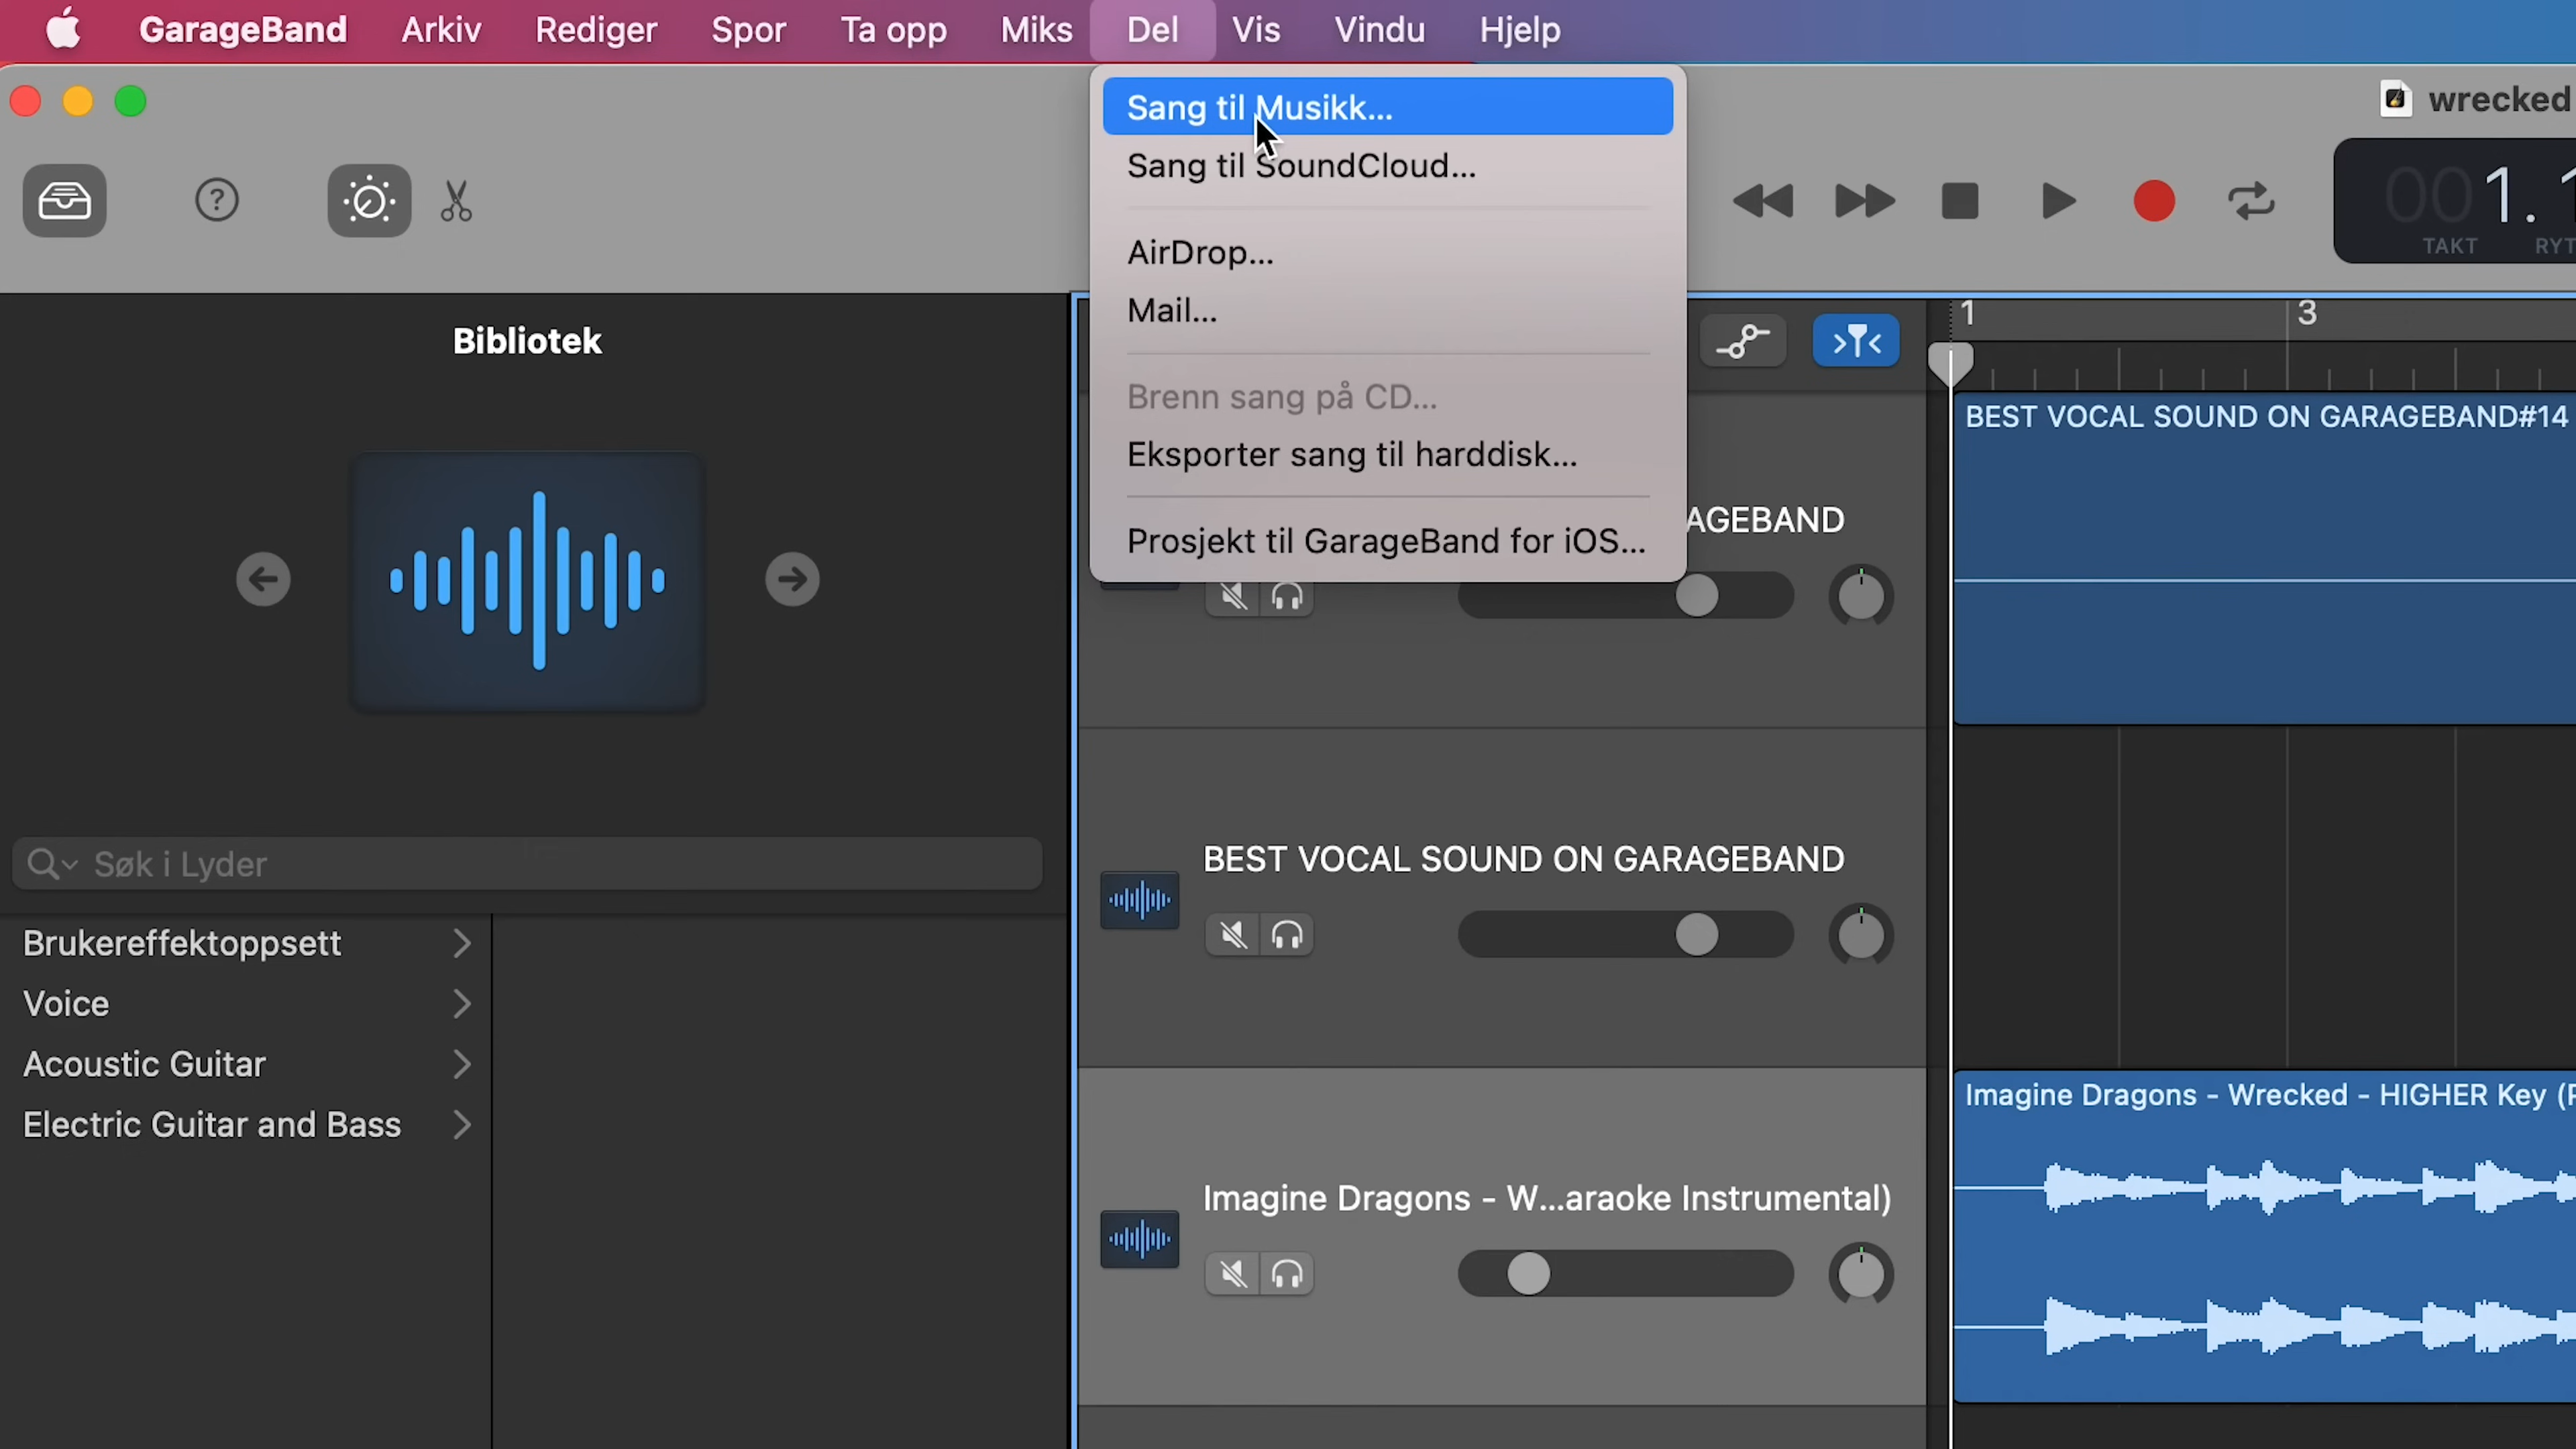 GarageBand Arkiv Rediger Spor Ta opp Miks Del Vis Vindu Hjelp
Sang til Musikk...
wrecked
Sang til SoundCloud...
AirDrop...
Mail...
Brenn sang på CD...
Eksporter sang til harddisk...
Prosjekt til GarageBand for iOS...
001. 1
TAKT RYT
?
Bibliotek
1 3
BEST VOCAL SOUND ON GARAGEBAND#14
AGEBAND
Søk i Lyder
Brukereffektoppsett
Voice
Acoustic Guitar
Electric Guitar and Bass
BEST VOCAL SOUND ON GARAGEBAND
Imagine Dragons - Wrecked - HIGHER Key (
Imagine Dragons - W...araoke Instrumental)